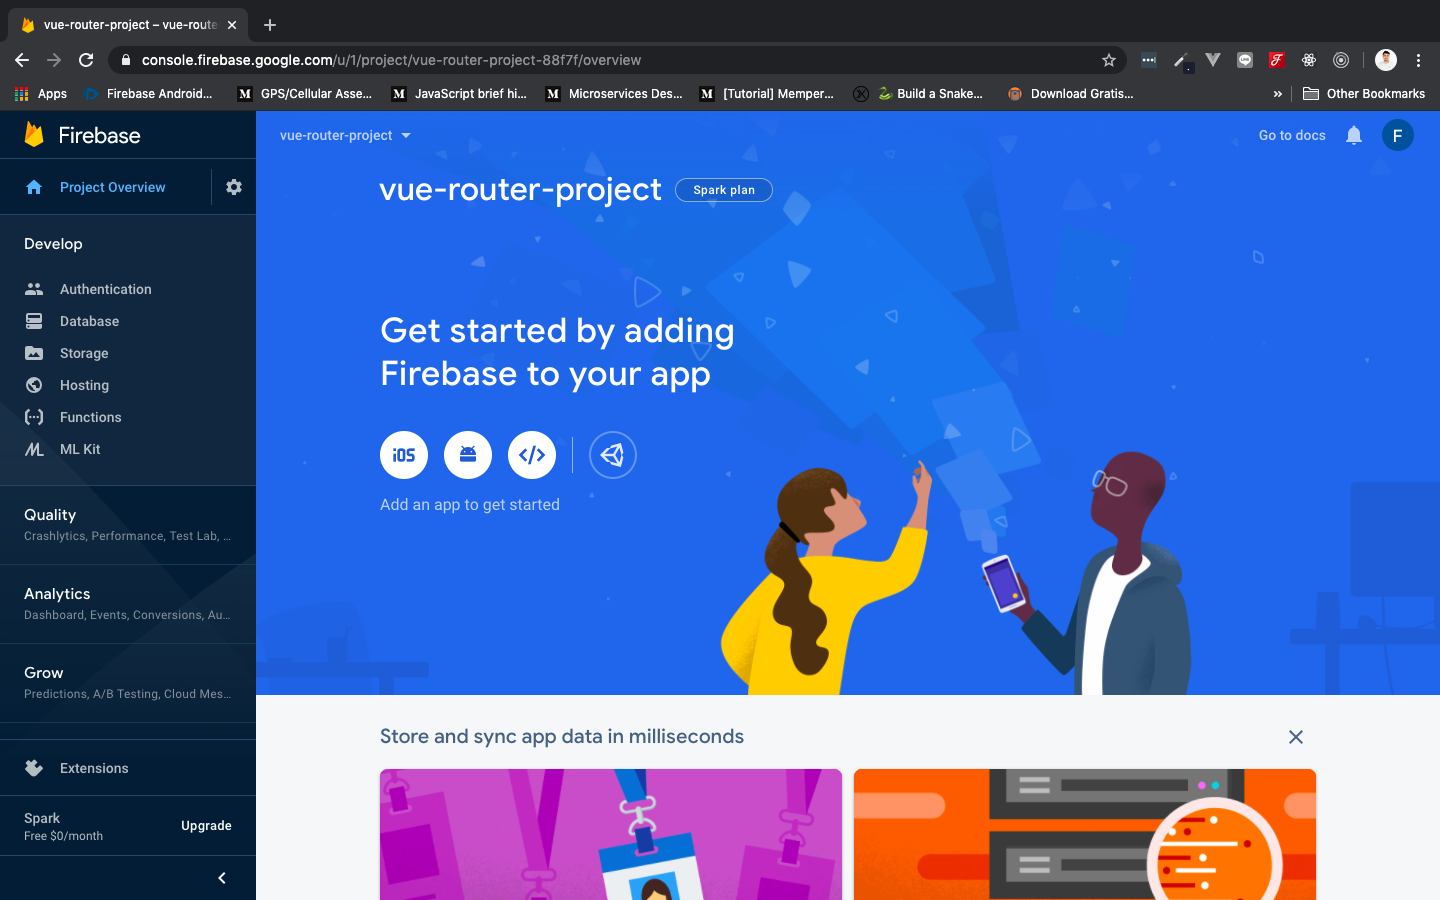 vue-router-project – vue-route
console.firebase.google.com/u/1/project/vue-router-project-88f7f/overview
Apps
Firebase Android...
GPS/Cellular Asse...
JavaScript brief hi...
Microservices Des...
[Tutorial] Memper...
Build a Snake...
Download Gratis...
»
Other Bookmarks
Firebase
vue-router-project
Go to docs
F
Project Overview
vue-router-project
Spark plan
Develop
Authentication
Database
Storage
Hosting
Functions
ML Kit
Get started by adding
Firebase to your app
iOS
Add an app to get started
Quality
Crashlytics, Performance, Test Lab, ...
Analytics
Dashboard, Events, Conversions, Au...
Grow
Predictions, A/B Testing, Cloud Mes...
Extensions
Spark
Free $0/month
Upgrade
Store and sync app data in milliseconds